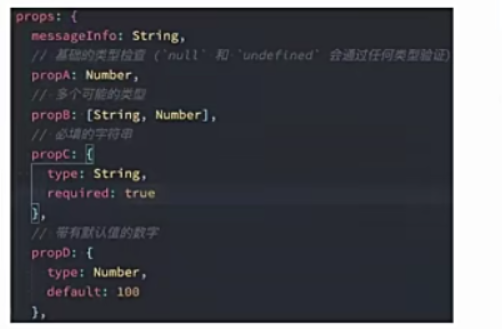 props: {
messageInfo: String,
// 基础的类型检查 (`null` 和 `undefined` 会通过任何类型验证)
propA: Number,
// 多个可能的类型
propB: [String, Number],
// 必填的字符串
propC: {
type: String,
required: true
},
// 带有默认值的数字
propD: {
type: Number,
default: 100
},